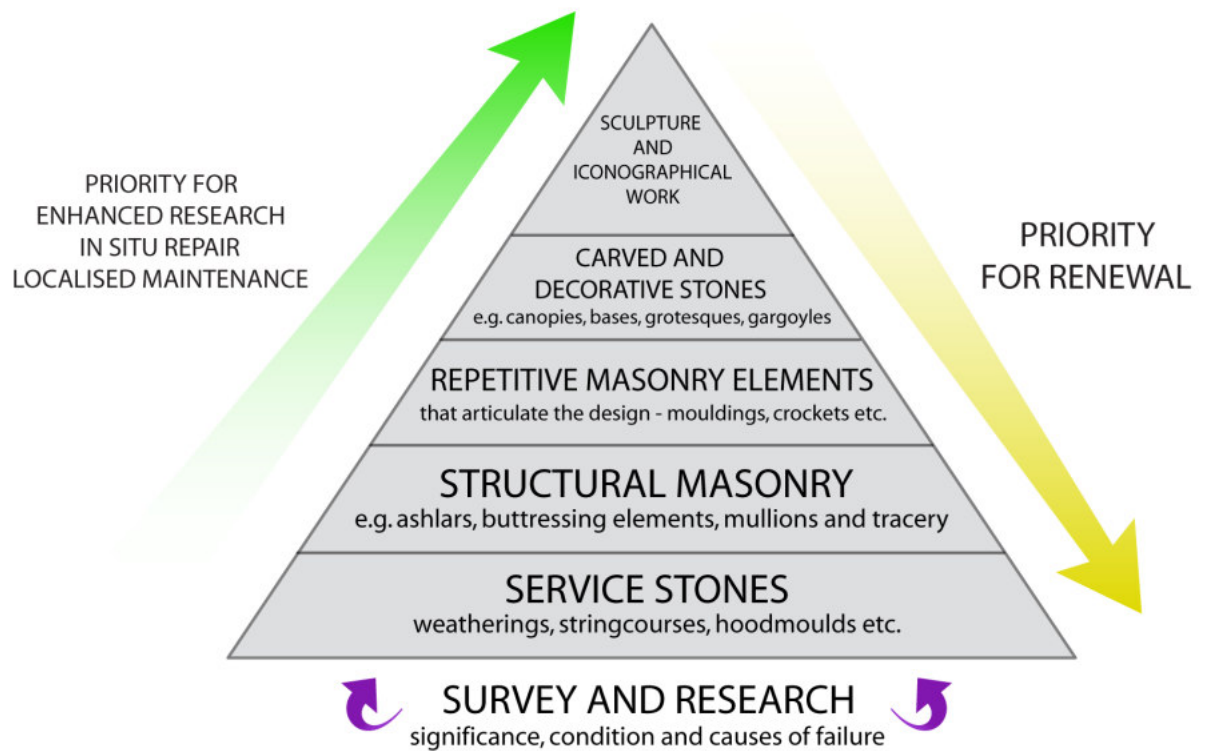 PRIORITY FOR
ENHANCED RESEARCH
IN SITU REPAIR
LOCALISED MAINTENANCE
SCULPTURE
AND
ICONOGRAPHICAL
WORK
CARVED AND
DECORATIVE STONES
e.g. canopies, bases, grotesques, gargoyles
REPETITIVE MASONRY ELEMENTS
that articulate the design - mouldings, crockets etc.
STRUCTURAL MASONRY
e.g. ashlars, buttressing elements, mullions and tracery
SERVICE STONES
weatherings, stringcourses, hoodmoulds etc.
PRIORITY
FOR RENEWAL
SURVEY AND RESEARCH
significance, condition and causes of failure